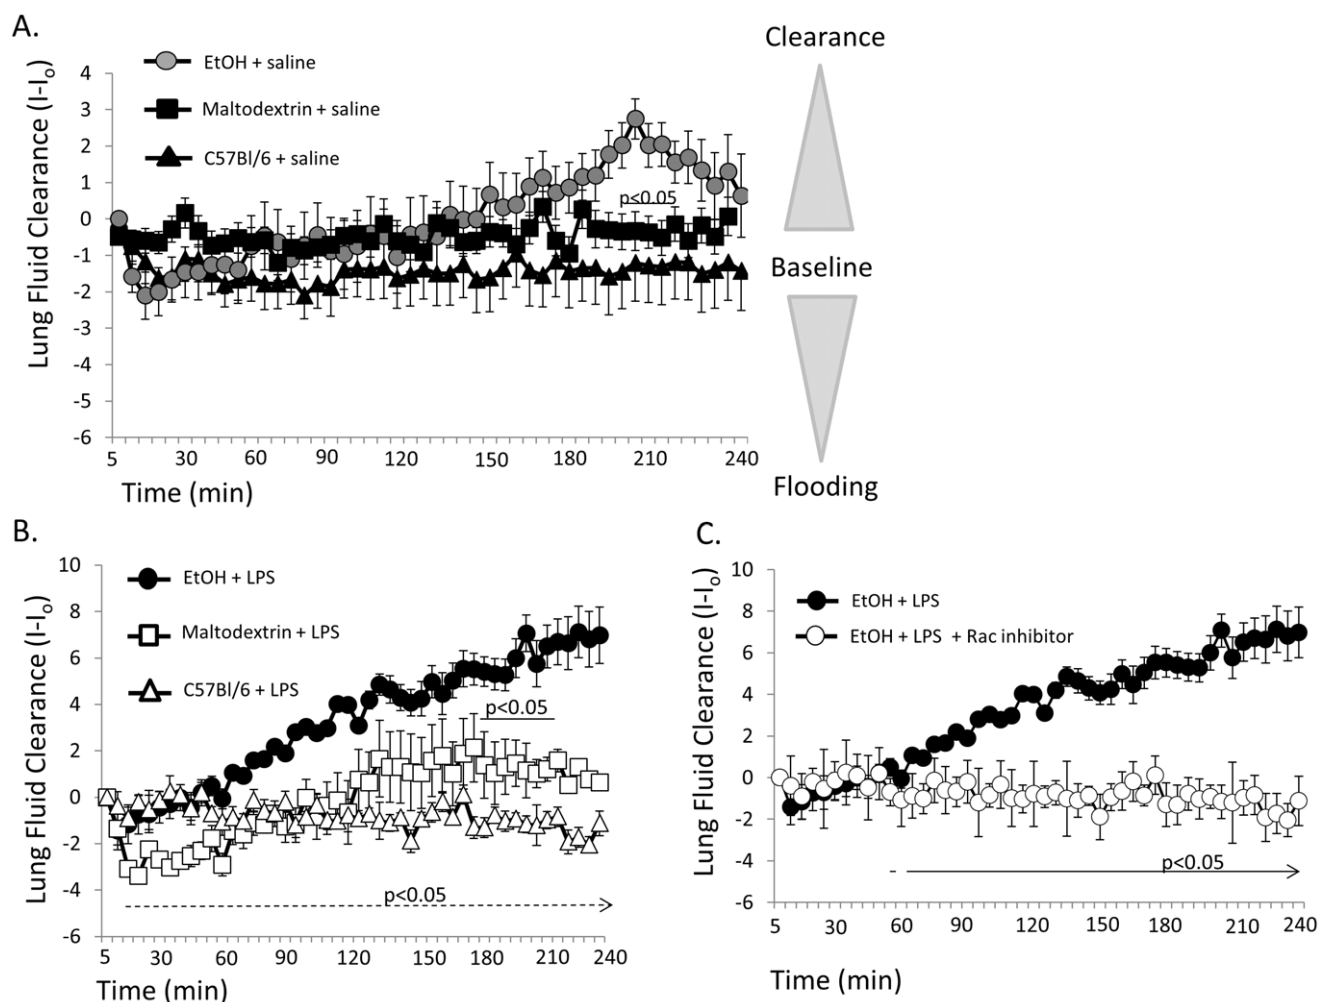 A.
EtOH + saline
Maltodextrin + saline
C57Bl/6 + saline
Lung Fluid Clearance (I-Io)
4
3
2
1
0
-1
-2
-3
-4
-5
-6
p<0.05
5 30 60 90 120 150 180 210 240
Time (min)
Clearance
Baseline
Flooding
B.
EtOH + LPS
Maltodextrin + LPS
C57Bl/6 + LPS
Lung Fluid Clearance (I-Io)
10
8
6
4
2
0
-2
-4
-6
p<0.05
p<0.05
5 30 60 90 120 150 180 210 240
Time (min)
C.
EtOH + LPS
EtOH + LPS + Rac inhibitor
Lung Fluid Clearance (I-Io)
10
8
6
4
2
0
-2
-4
-6
p<0.05
5 30 60 90 120 150 180 210 240
Time (min)